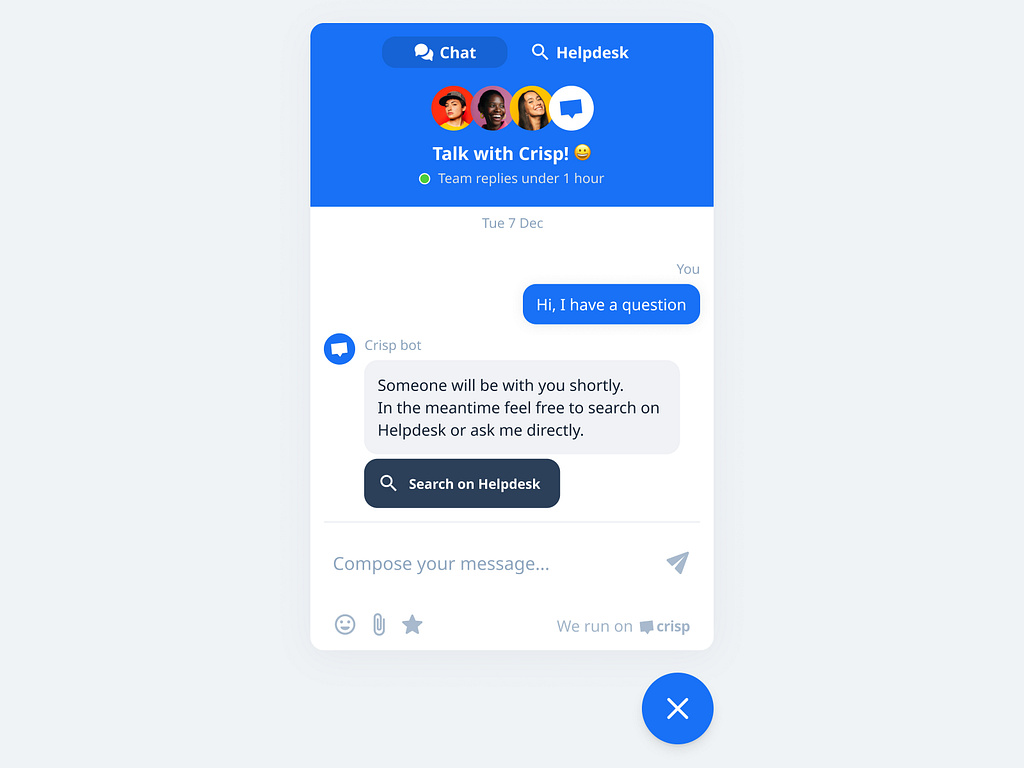 Chat
Helpdesk
Talk with Crisp! 😀
Team replies under 1 hour
Tue 7 Dec
You
Hi, I have a question
Crisp bot
Someone will be with you shortly.
In the meantime feel free to search on
Helpdesk or ask me directly.
Search on Helpdesk
Compose your message...
We run on crisp